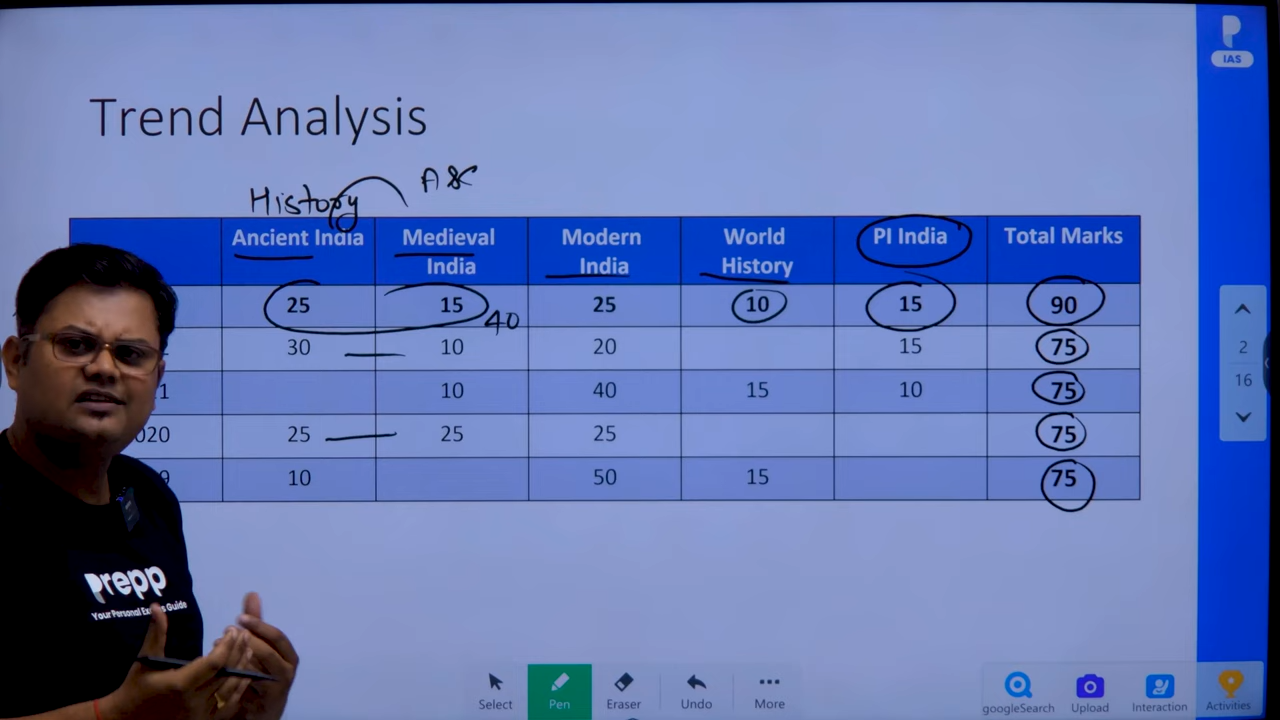 P
IAS
Trend Analysis
History
A &C
Ancient India Medieval India Modern India World History PI India Total Marks
25 15 40 25 10 15 90
30 10 20 15 75
1 10 40 15 10 75
020 25 25 25 75
9 10 50 15 75
2
16
prepp
Your Personal Exams Guide
Select Pen Eraser Undo More
googleSearch Upload Interaction Activities